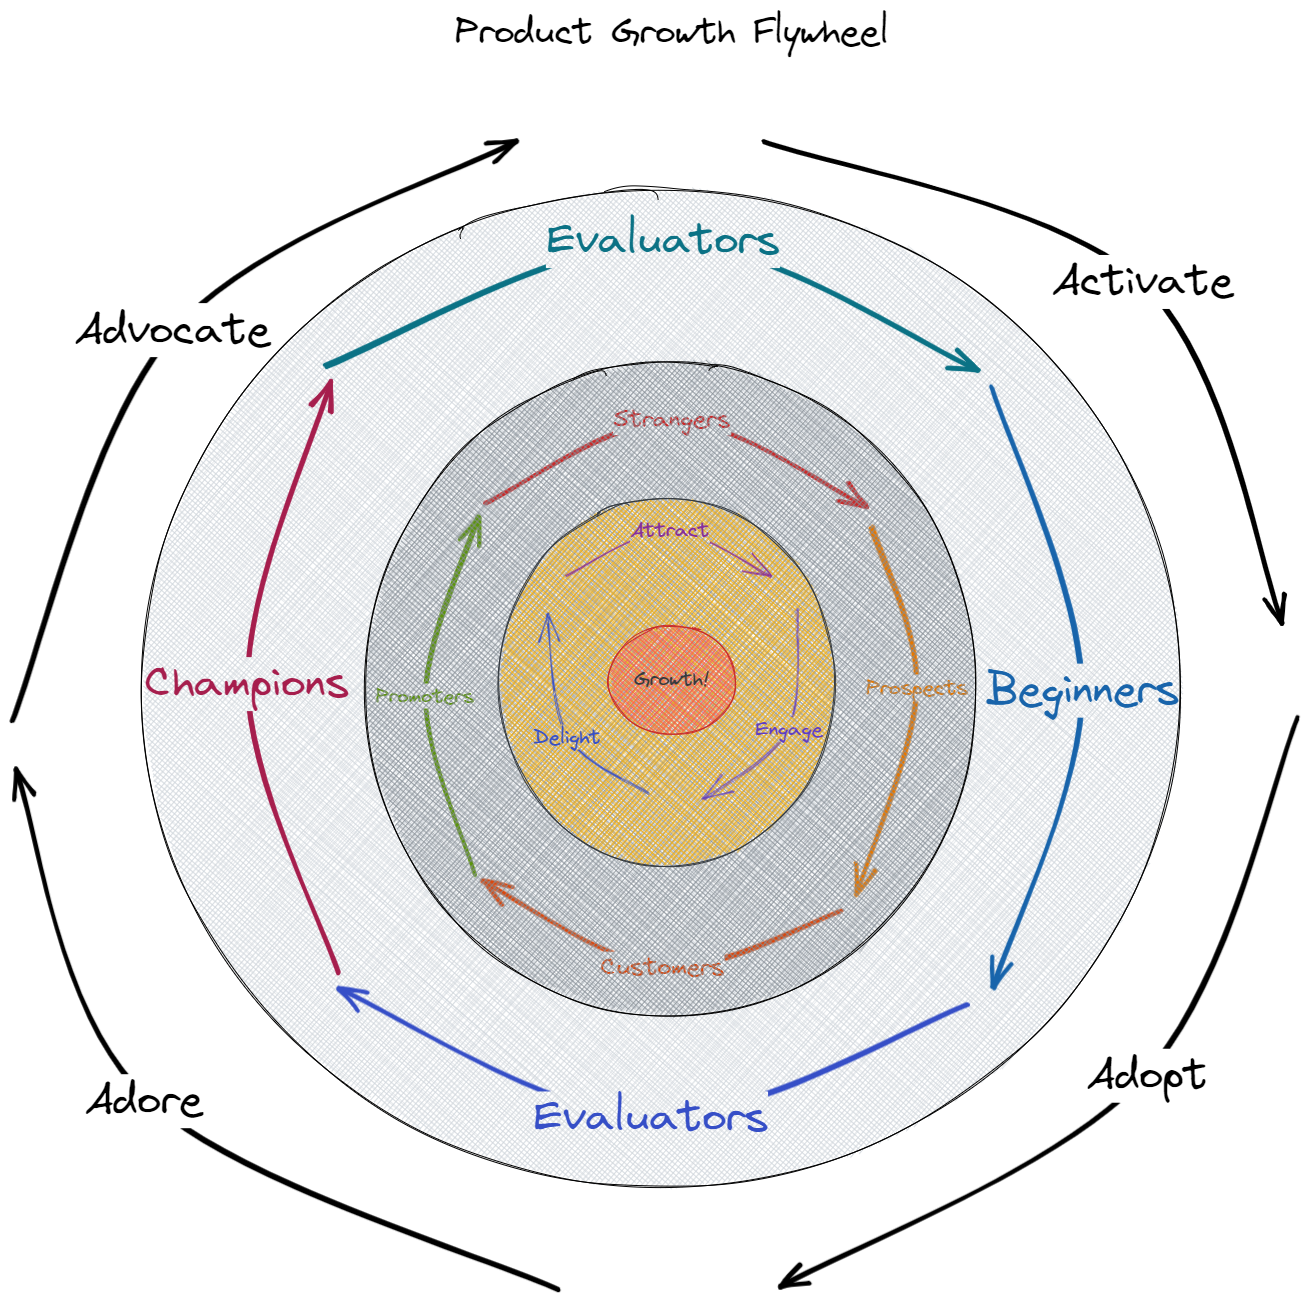 Product Growth Flywheel
Evaluators
Activate
Advocate
Strangers
Attract
Growth!
Champions
Promoters
Prospects
Beginners
Engage
Delight
Customers
Adopt
Adore
Evaluators